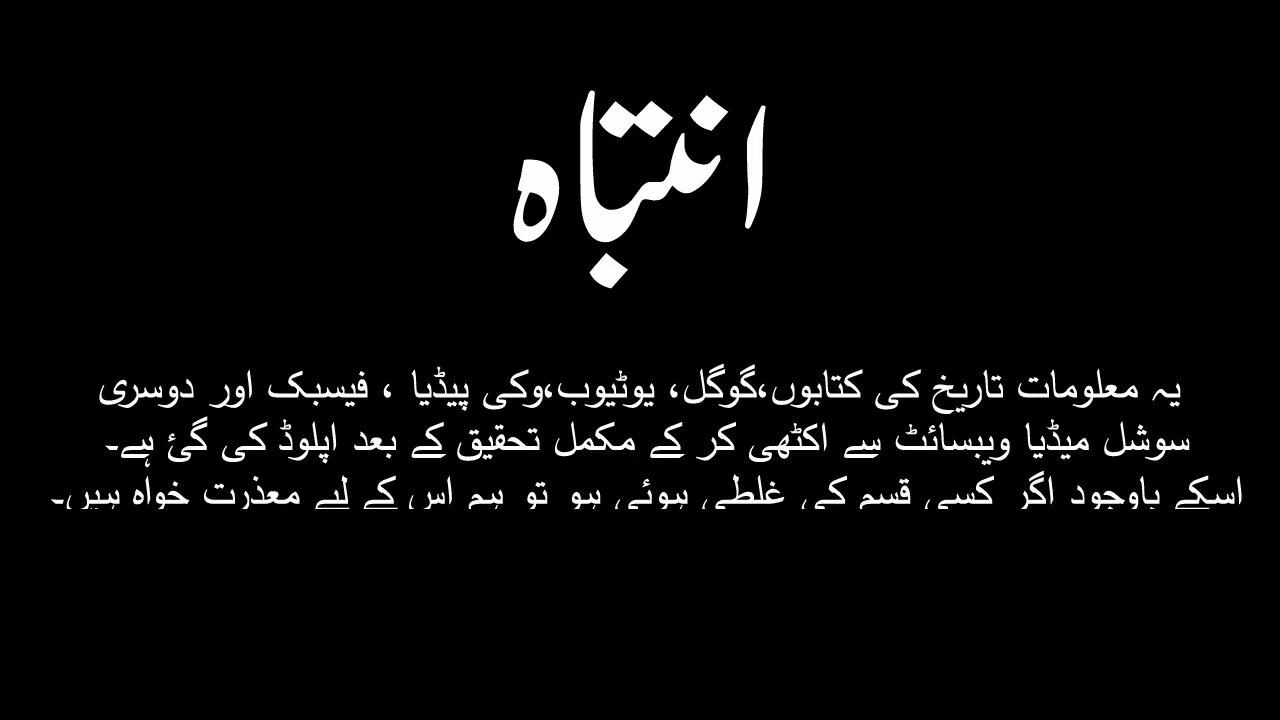 انتباہ
یہ معلومات تاریخ کی کتابوں،گوگل، یوٹیوب،وکی پیڈیا ، فیسبک اور دوسری
سوشل میڈیا ویبسائٹ سے اکٹھی کر کے مکمل تحقیق کے بعد اپلوڈ کی گئ ہے۔
اسکے باوجود اگر کسی قسم کی غلطی ہوئی ہو تو ہم اس کے لیے معذرت خواہ ہیں۔